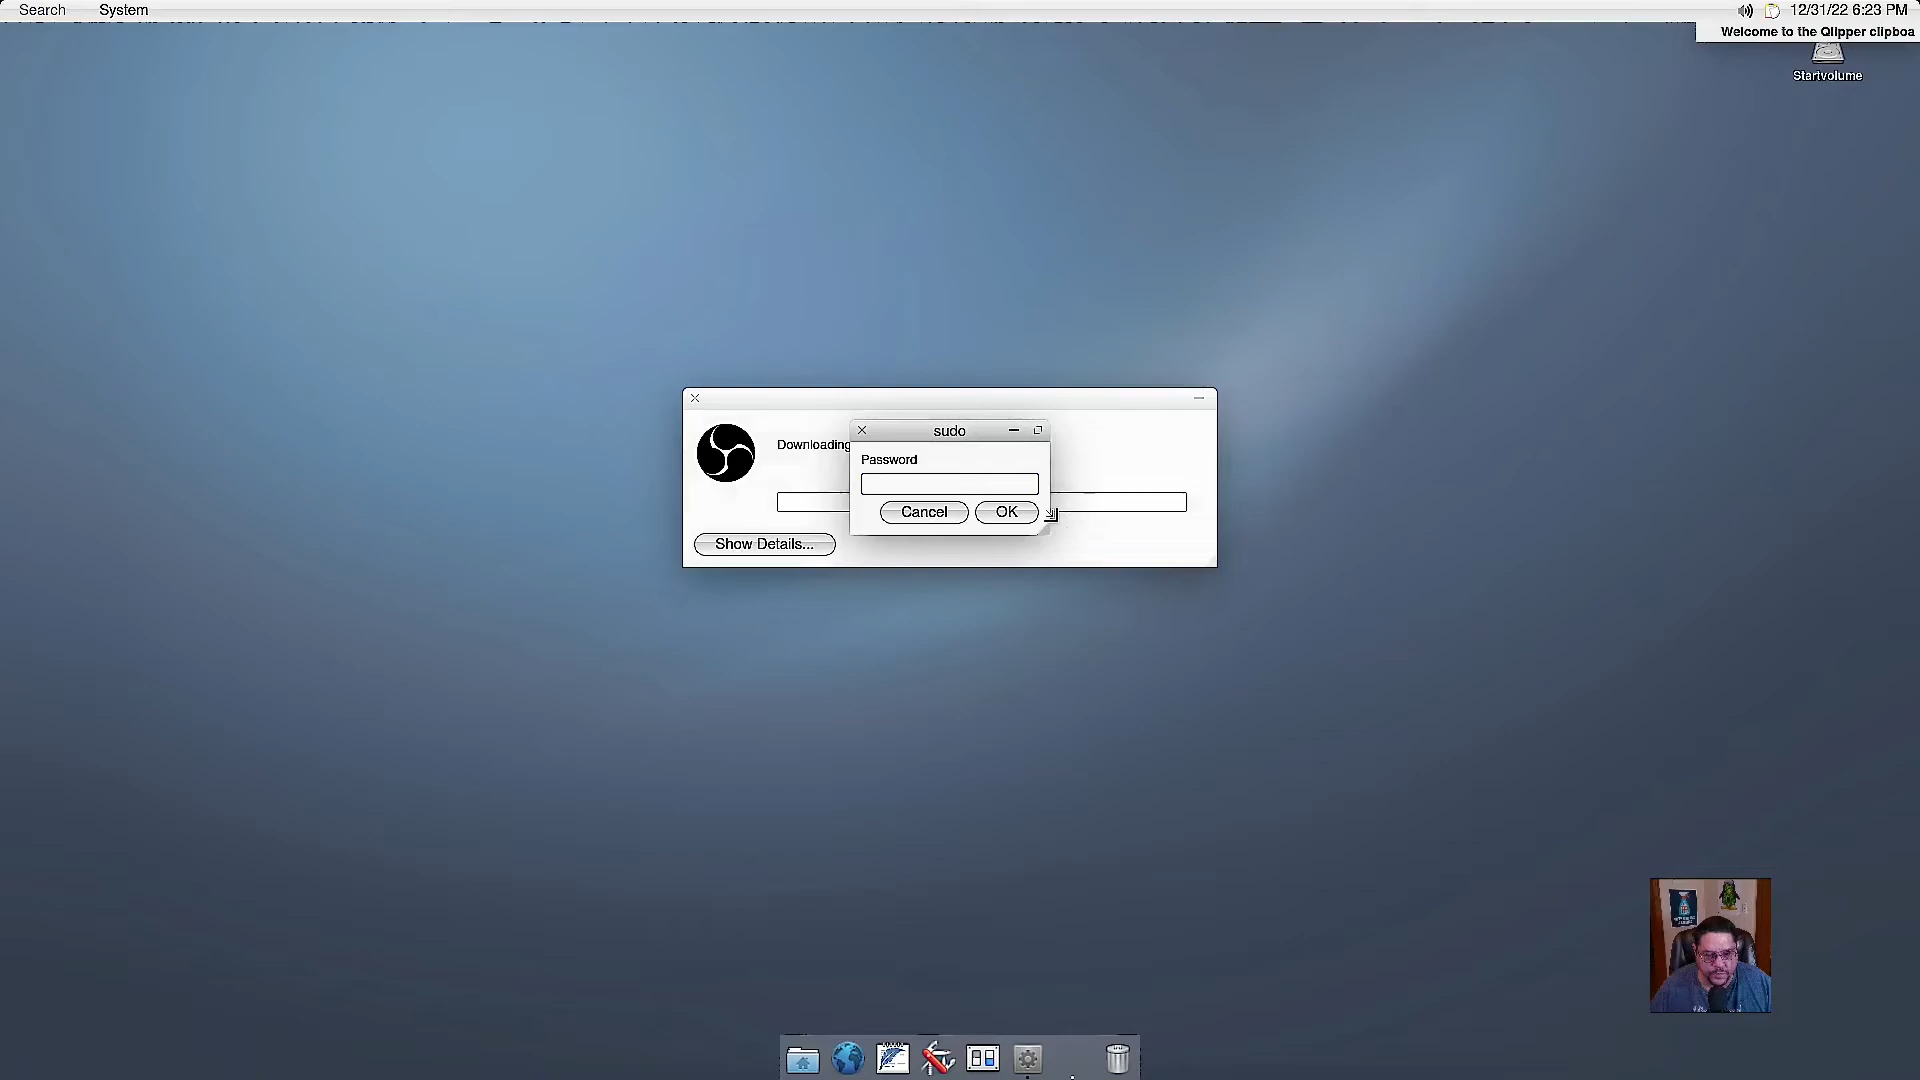 Search System
12/31/22 6:23 PM
Welcome to the Qlipper clipboa
Startvolume
sudo
Downloading
Password
Cancel OK
Show Details...